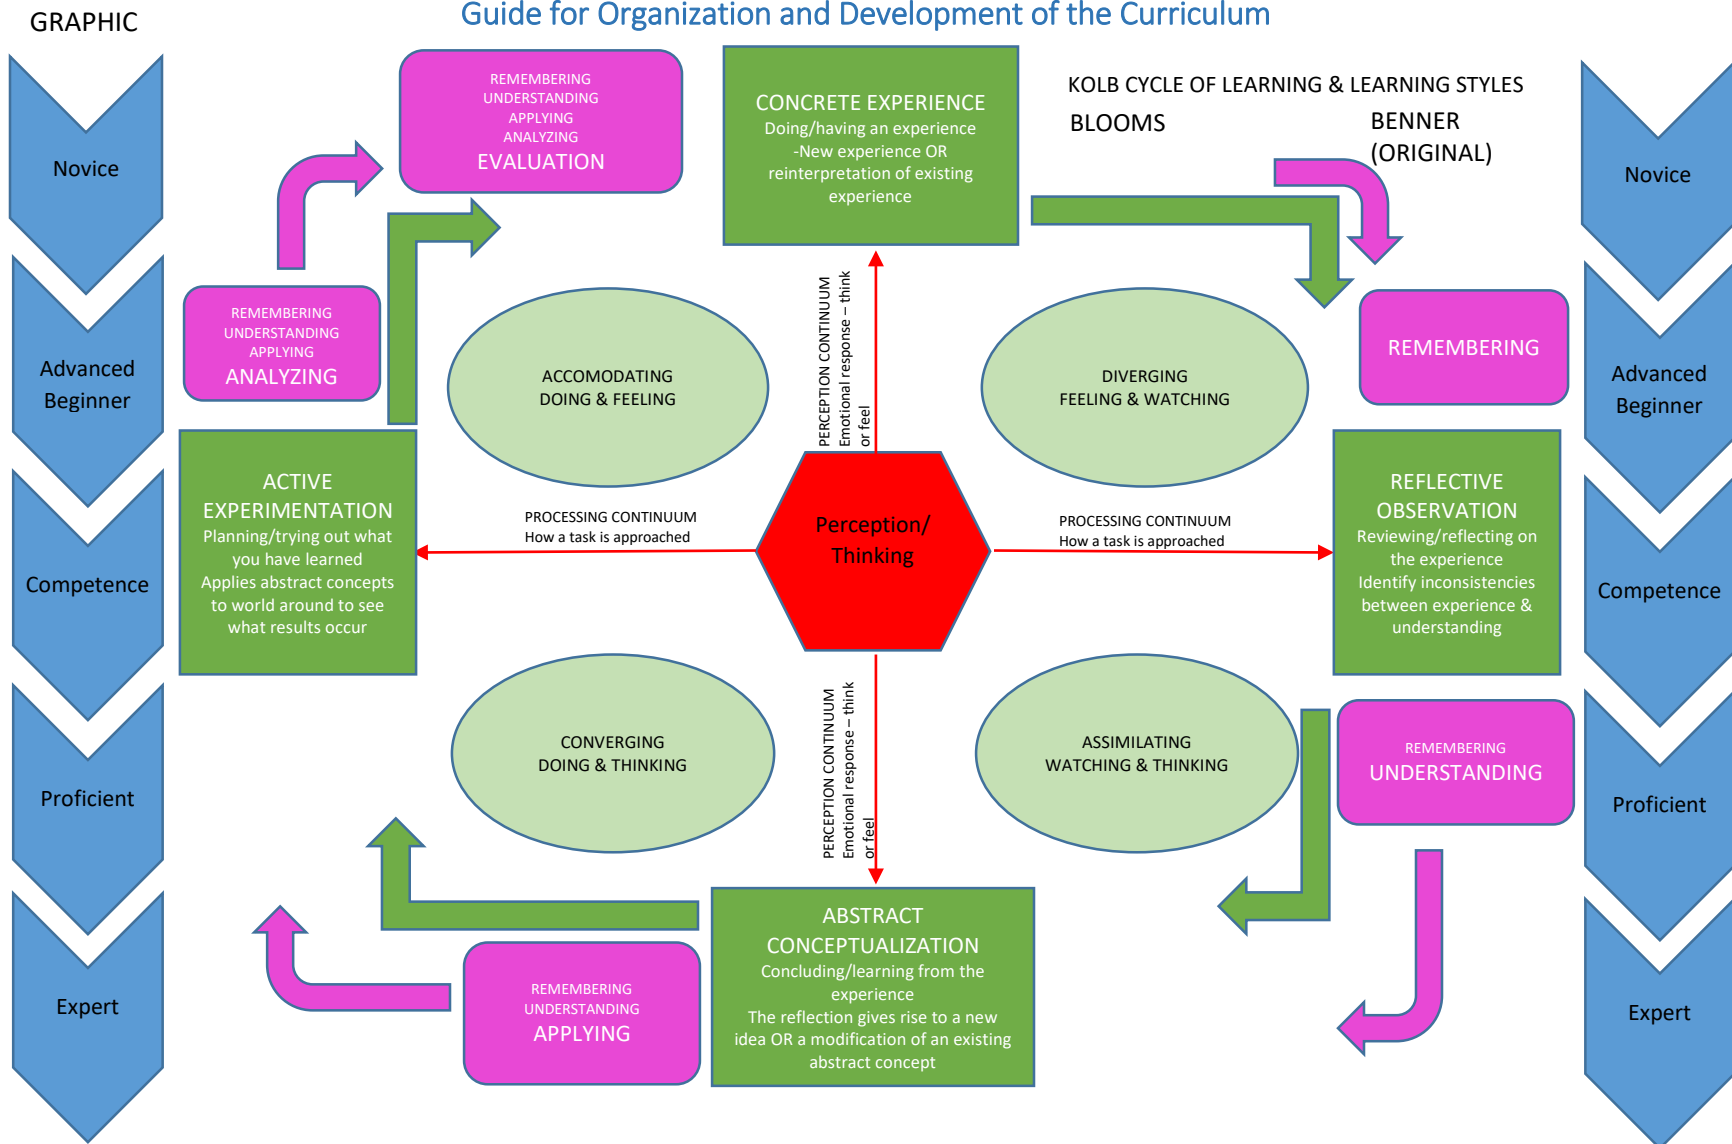 Guide for Organization and Development of the Curriculum
GRAPHIC
Novice
Advanced
Beginner
Competence
Proficient
Expert
REMEMBERING
UNDERSTANDING
APPLYING
ANALYZING
EVALUATION
CONCRETE EXPERIENCE
Doing/having an experience
-New experience OR
reinterpretation of existing
experience
KOLB CYCLE OF LEARNING & LEARNING STYLES
BLOOMS
BENNER
(ORIGINAL)
REMEMBERING
UNDERSTANDING
APPLYING
ANALYZING
ACCOMODATING
DOING & FEELING
PERCEPTION CONTINUUM
Emotional response – think
or feel
DIVERGING
FEELING & WATCHING
REMEMBERING
ACTIVE
EXPERIMENTATION
Planning/trying out what
you have learned
Applies abstract concepts
to world around to see
what results occur
PROCESSING CONTINUUM
How a task is approached
Perception/
Thinking
PROCESSING CONTINUUM
How a task is approached
REFLECTIVE
OBSERVATION
Reviewing/reflecting on
the experience
Identify inconsistencies
between experience &
understanding
CONVERGING
DOING & THINKING
PERCEPTION CONTINUUM
Emotional response – think
or feel
ASSIMILATING
WATCHING & THINKING
REMEMBERING
UNDERSTANDING
REMEMBERING
UNDERSTANDING
APPLYING
ABSTRACT
CONCEPTUALIZATION
Concluding/learning from the
experience
The reflection gives rise to a new
idea OR a modification of an existing
abstract concept
Novice
Advanced
Beginner
Competence
Proficient
Expert